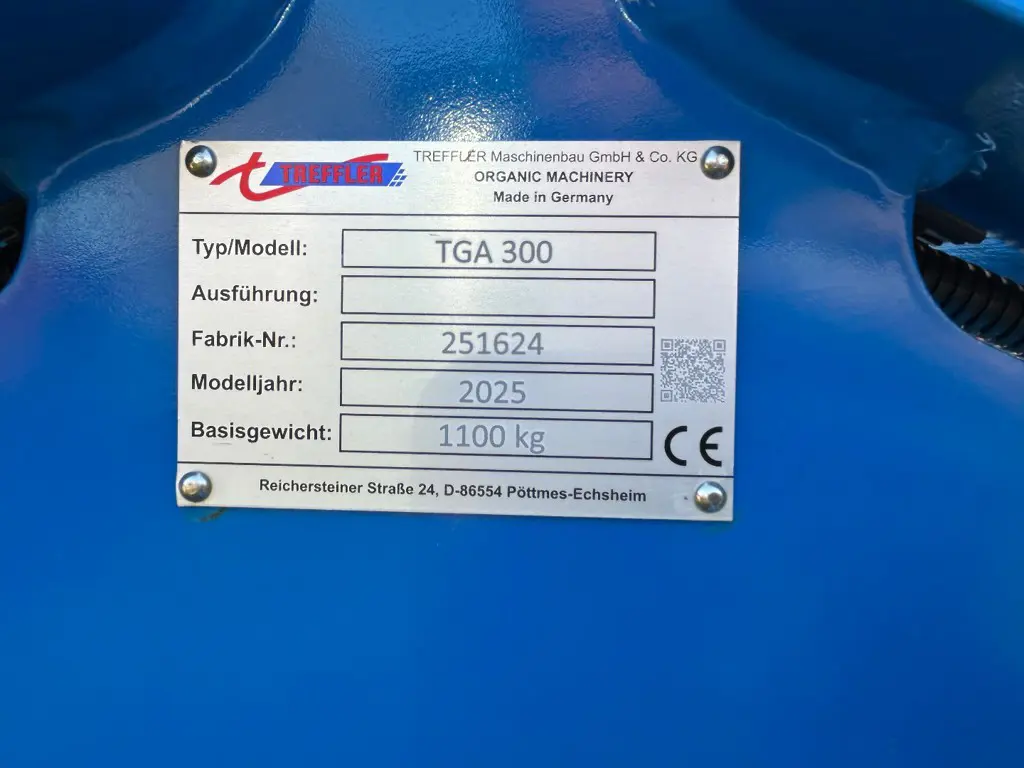 TREFFLER
TREFFLER Maschinenbau GmbH & Co. KG
ORGANIC MACHINERY
Made in Germany
Typ/Modell: TGA 300
Ausführung:
Fabrik-Nr.: 251624
Modelljahr: 2025
Basisgewicht: 1100 kg
CE
Reichersteiner Straße 24, D-86554 Pöttmes-Echsheim